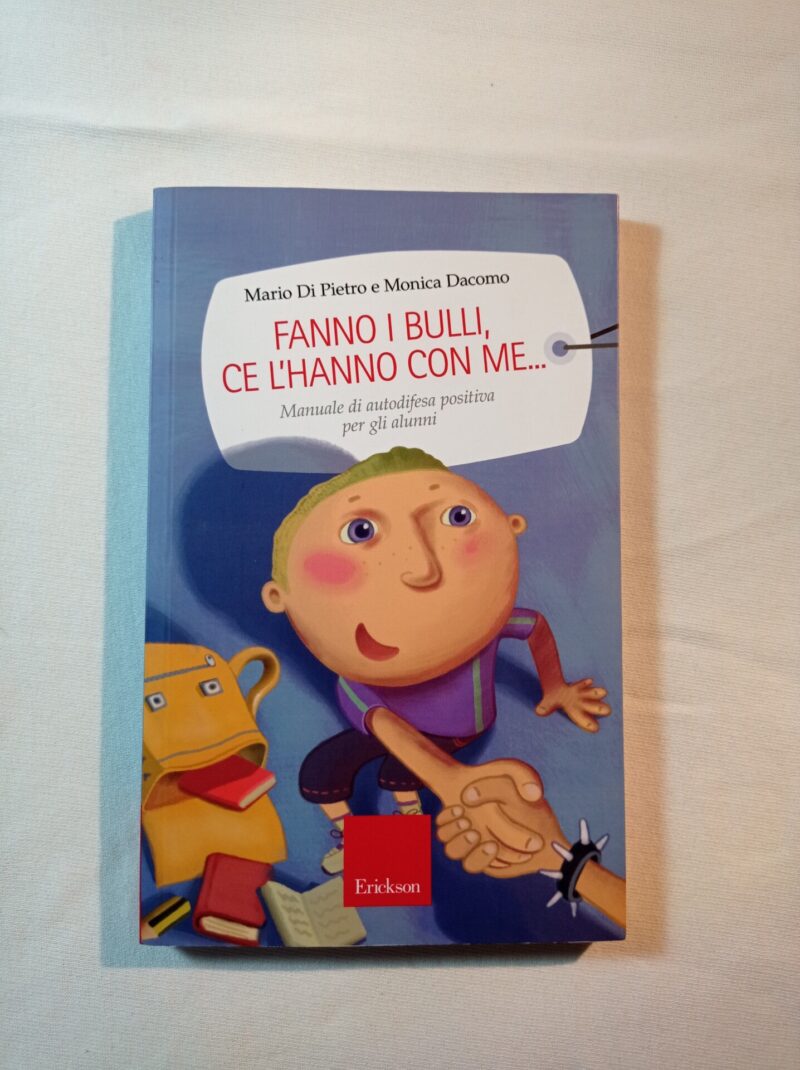 Mario Di Pietro e Monica Dacomo
FANNO I BULLI,
CE L'HANNO CON ME...
Manuale di autodifesa positiva
per gli alunni
Erickson